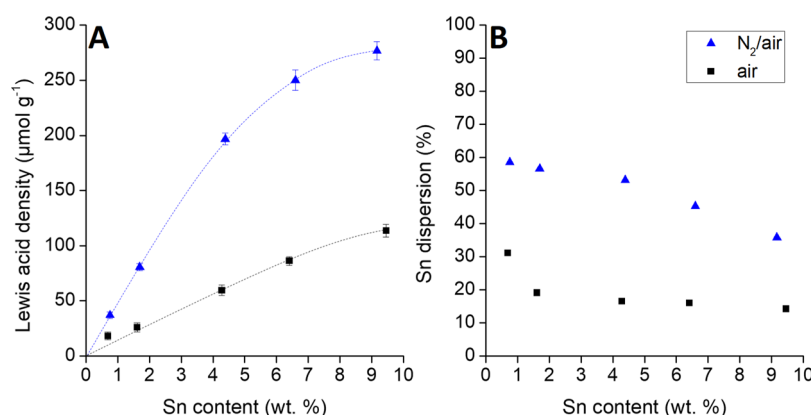 A
300
250
200
150
100
50
0
Lewis acid density (µmol g⁻¹)
0 1 2 3 4 5 6 7 8 9 10
Sn content (wt. %)
B
100
90
80
70
60
50
40
30
20
10
0
Sn dispersion (%)
N₂/air
air
0 1 2 3 4 5 6 7 8 9 10
Sn content (wt. %)